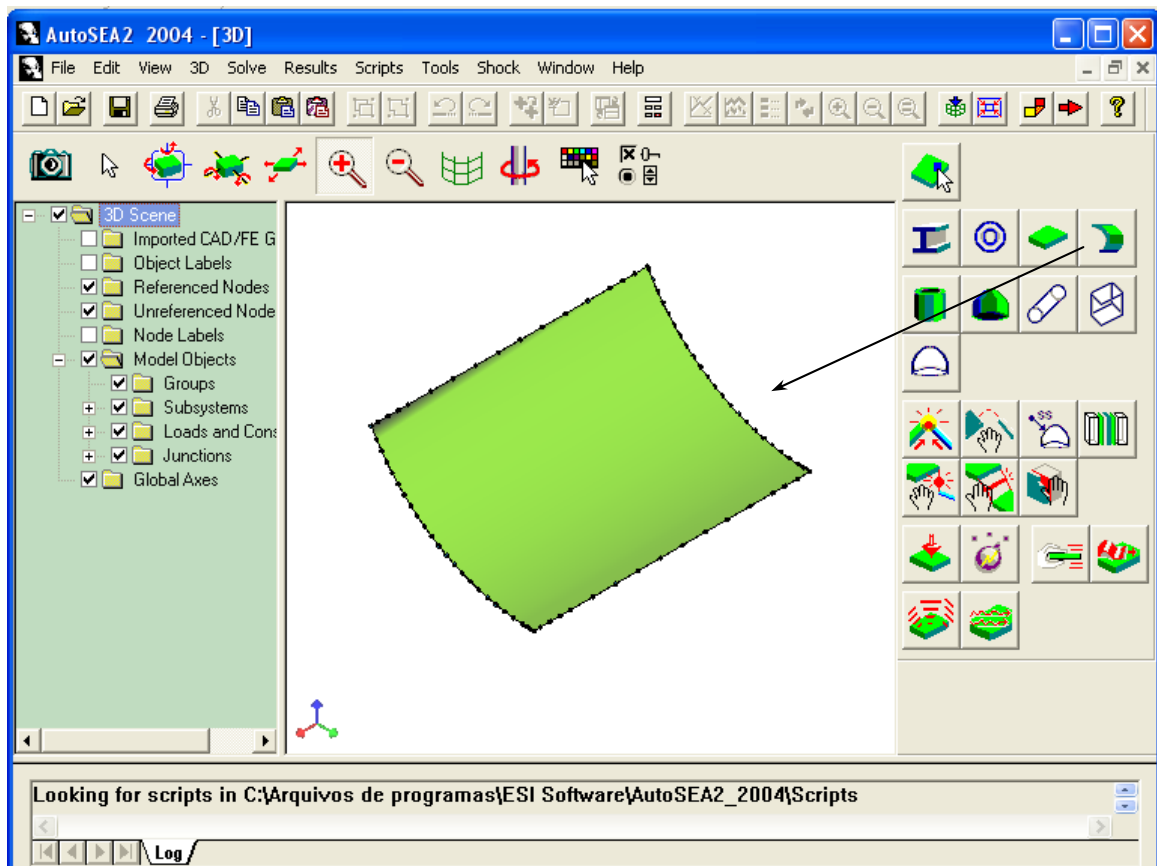 AutoSEA2 2004 - [3D]
File Edit View 3D Solve Results Scripts Tools Shock Window Help
3D Scene
Imported CAD/FE G
Object Labels
Referenced Nodes
Unreferenced Node
Node Labels
Model Objects
Groups
Subsystems
Loads and Cons
Junctions
Global Axes
SS
Looking for scripts in C:\Arquivos de programas\ESI Software\AutoSEA2_2004\Scripts
Log